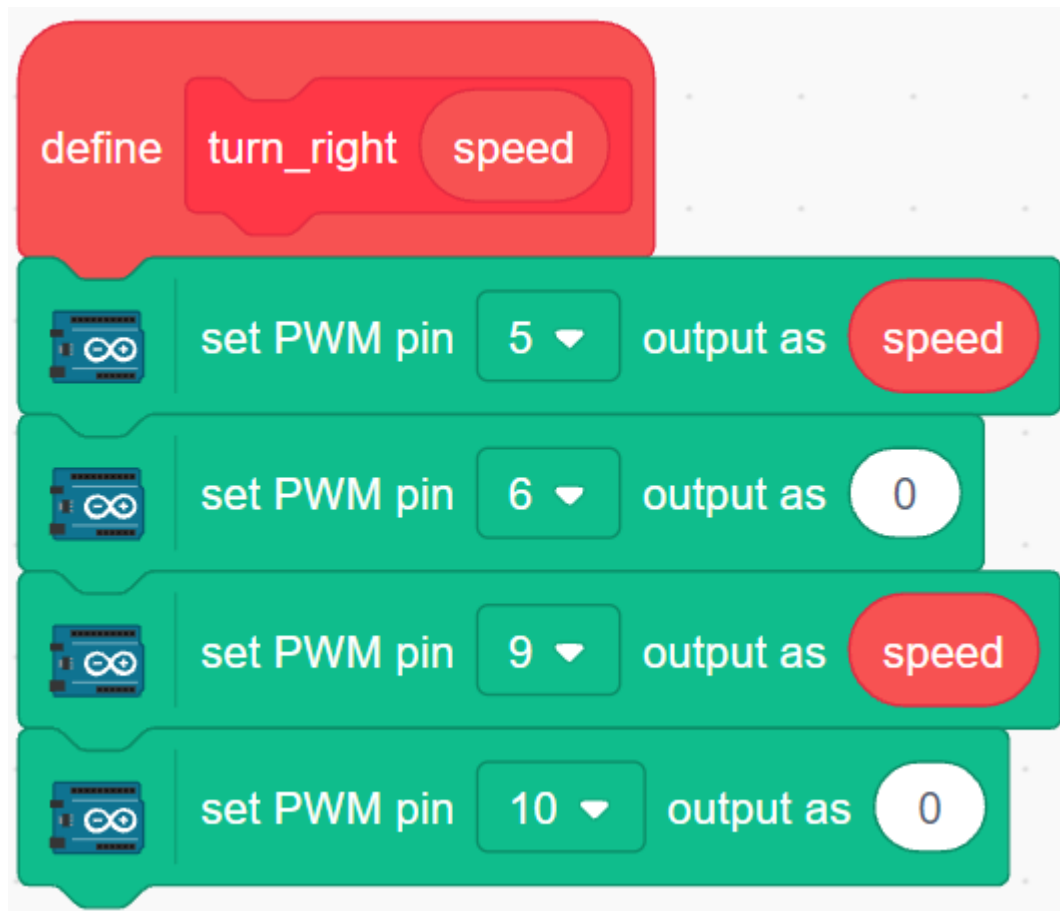 define turn_right speed
set PWM pin 5 output as speed
set PWM pin 6 output as 0
set PWM pin 9 output as speed
set PWM pin 10 output as 0